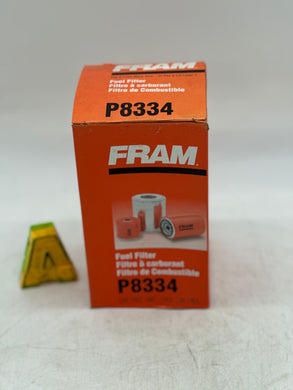 FRAM
Fuel Filter
Filtre à carburant
Filtro de Combustible
P8334
FRAM
Fuel Filter
Filtre à carburant
Filtro de Combustible
P8334
A